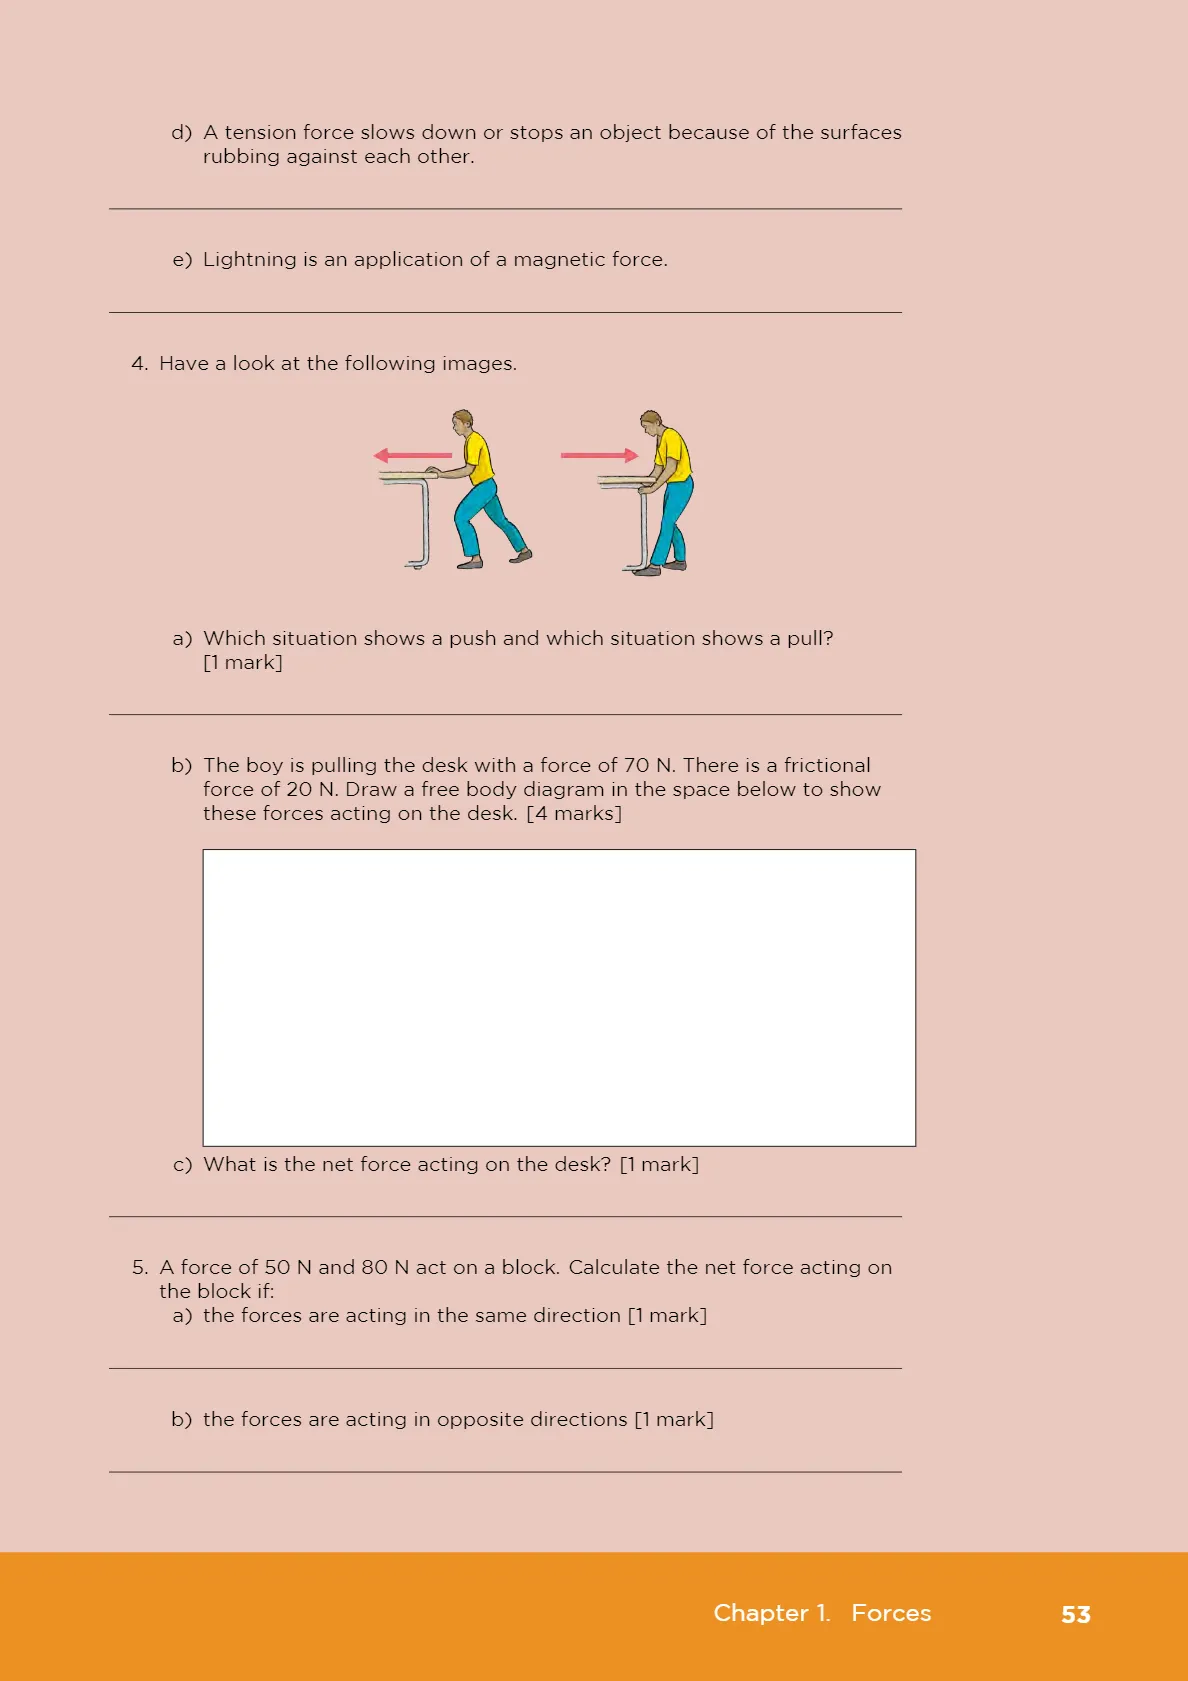 d) A tension force slows down or stops an object because of the surfaces
rubbing against each other.
e) Lightning is an application of a magnetic force.
4. Have a look at the following images.
a) Which situation shows a push and which situation shows a pull?
[1 mark]
b) The boy is pulling the desk with a force of 70 N. There is a frictional
force of 20 N. Draw a free body diagram in the space below to show
these forces acting on the desk. [4 marks]
c) What is the net force acting on the desk? [1 mark]
5. A force of 50 N and 80 N act on a block. Calculate the net force acting on
the block if:
a) the forces are acting in the same direction [1 mark]
b) the forces are acting in opposite directions [1 mark]
Chapter 1. Forces 53